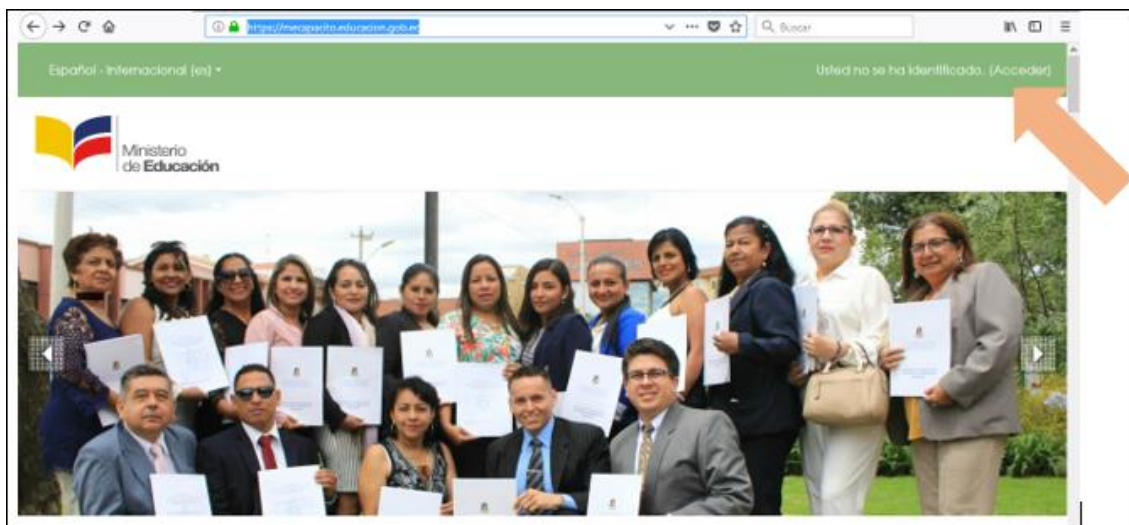 https://mecapacito.educacion.gob.ec
Buscar
Español - Internacional (es)
Usted no se ha identificado. (Acceder)
Ministerio
de Educación